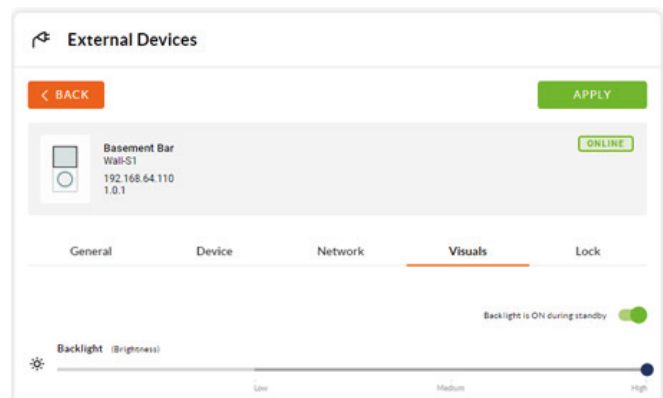 External Devices
< BACK
APPLY
Basement Bar
Wall-S1
192.168.64.110
1.0.1
ONLINE
General Device Network Visuals Lock
Backlight is ON during standby
Backlight (Brightness)
Low Medium High